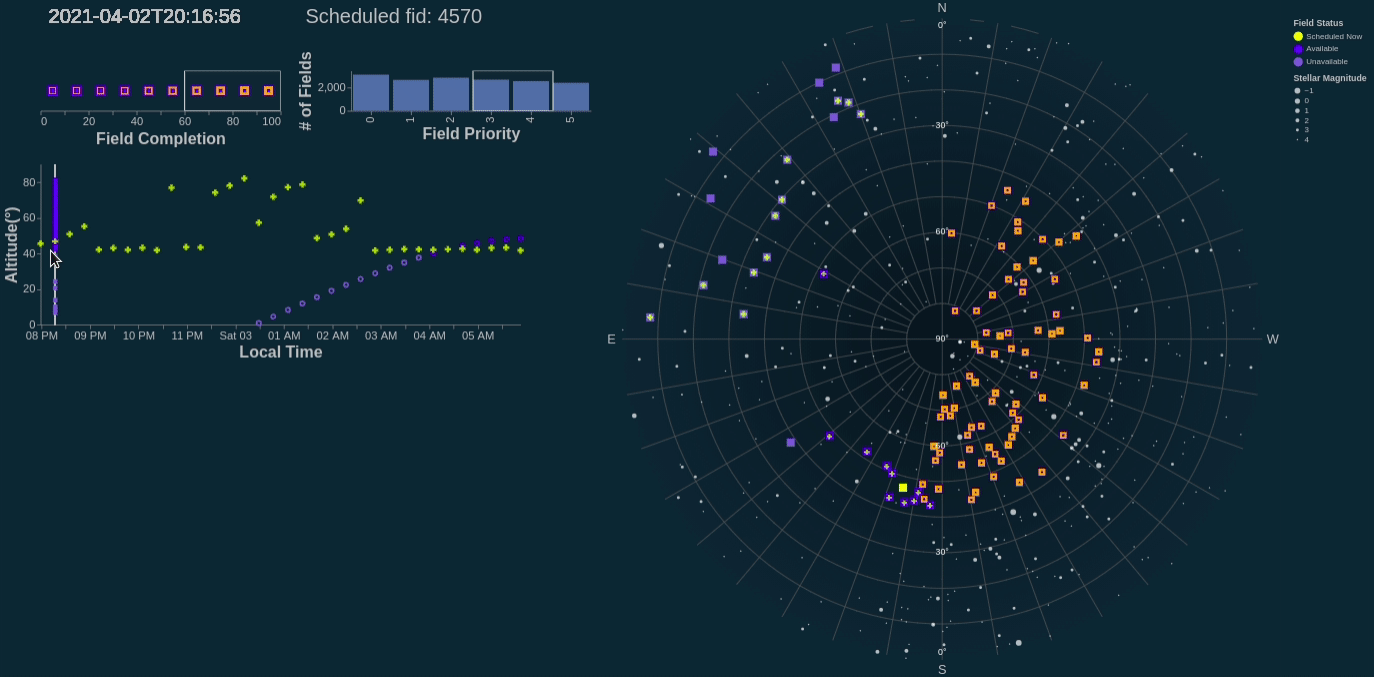 2021-04-02T20:16:56
Scheduled fid: 4570
0 20 40 60 80 100
Field Completion
# of Fields
2,000
0
0 1 2 3 4 5
Field Priority
Altitude(°)
80
60
40
20
0
08 PM 09 PM 10 PM 11 PM Sat 03 01 AM 02 AM 03 AM 04 AM 05 AM
Local Time
N
0°
30°
60°
E
90°
W
60°
30°
0°
S
Field Status
Scheduled Now
Available
Unavailable
Stellar Magnitude
−1
0
1
2
3
4